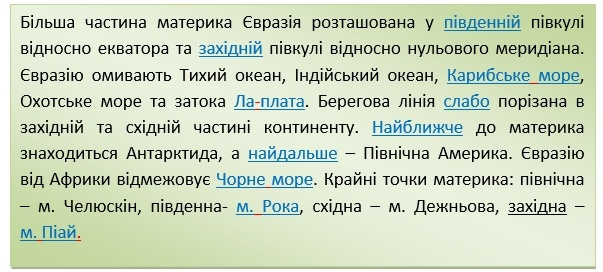 Більша частина материка Євразія розташована у південній півкулі
відносно екватора та західній півкулі відносно нульового меридіана.
Євразію омивають Тихий океан, Індійський океан, Карибське море,
Охотське море та затока Ла-плата. Берегова лінія слабо порізана в
західній та східній частині континенту. Найближче до материка
знаходиться Антарктида, а найдальше – Північна Америка. Євразію
від Африки відмежовує Чорне море. Крайні точки материка: північна
– м. Челюскін, південна- м. Рока, східна – м. Дежньова, західна –
м. Піай.